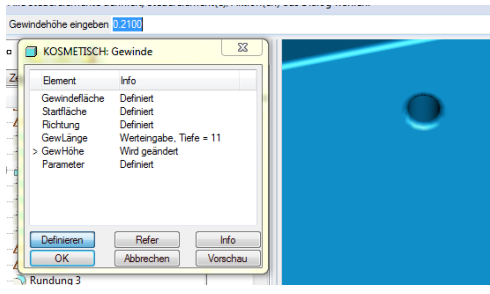 Gewindehöhe eingeben 0.2100
KOSMETISCH: Gewinde
Element Info
Gewindefläche Definiert
Startfläche Definiert
Richtung Definiert
GewLänge Werteingabe, Tiefe = 11
> GewHöhe Wird geändert
Parameter Definiert
Definieren Refer Info
OK Abbrechen Vorschau
Rundung 3